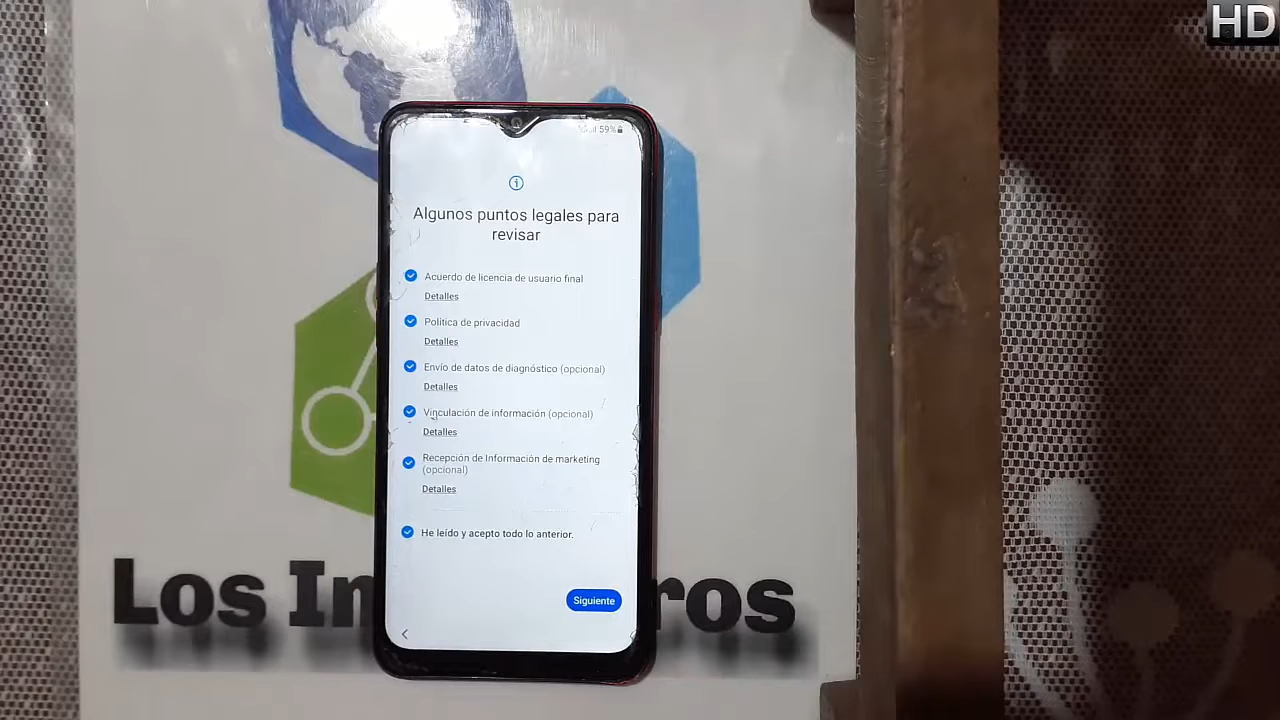 HD
59%
Algunos puntos legales para
revisar
Acuerdo de licencia de usuario final
Detalles
Política de privacidad
Detalles
Envío de datos de diagnóstico (opcional)
Detalles
Vinculación de información (opcional)
Detalles
Recepción de Información de marketing
(opcional)
Detalles
He leído y acepto todo lo anterior.
Siguiente
Los In ros